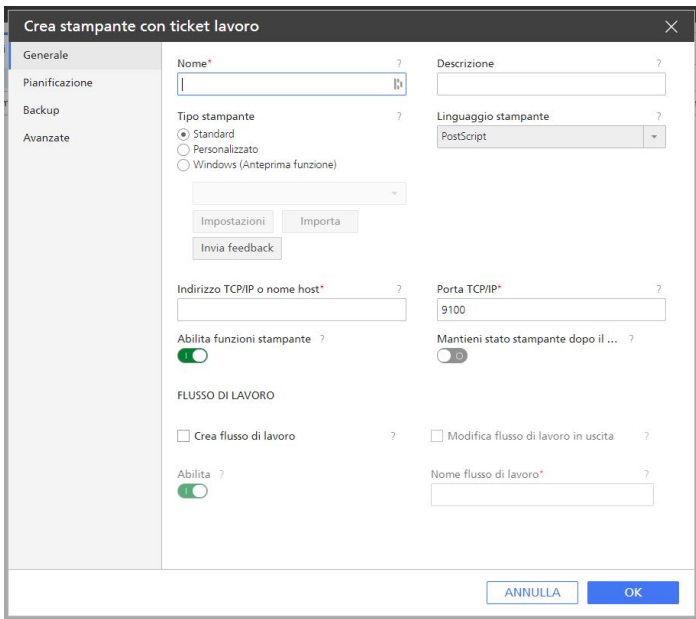 Crea stampante con ticket lavoro
Generale
Pianificazione
Backup
Avanzate
Nome* ?
Descrizione ?
Tipo stampante ?
Linguaggio stampante ?
Standard
PostScript
Personalizzato
Windows (Anteprima funzione)
Impostazioni Importa
Invia feedback
Indirizzo TCP/IP o nome host* ?
Porta TCP/IP* ?
9100
Abilita funzioni stampante ?
Mantieni stato stampante dopo il ... ?
FLUSSO DI LAVORO
Crea flusso di lavoro ?
Modifica flusso di lavoro in uscita ?
Abilita ?
Nome flusso di lavoro* ?
ANNULLA OK